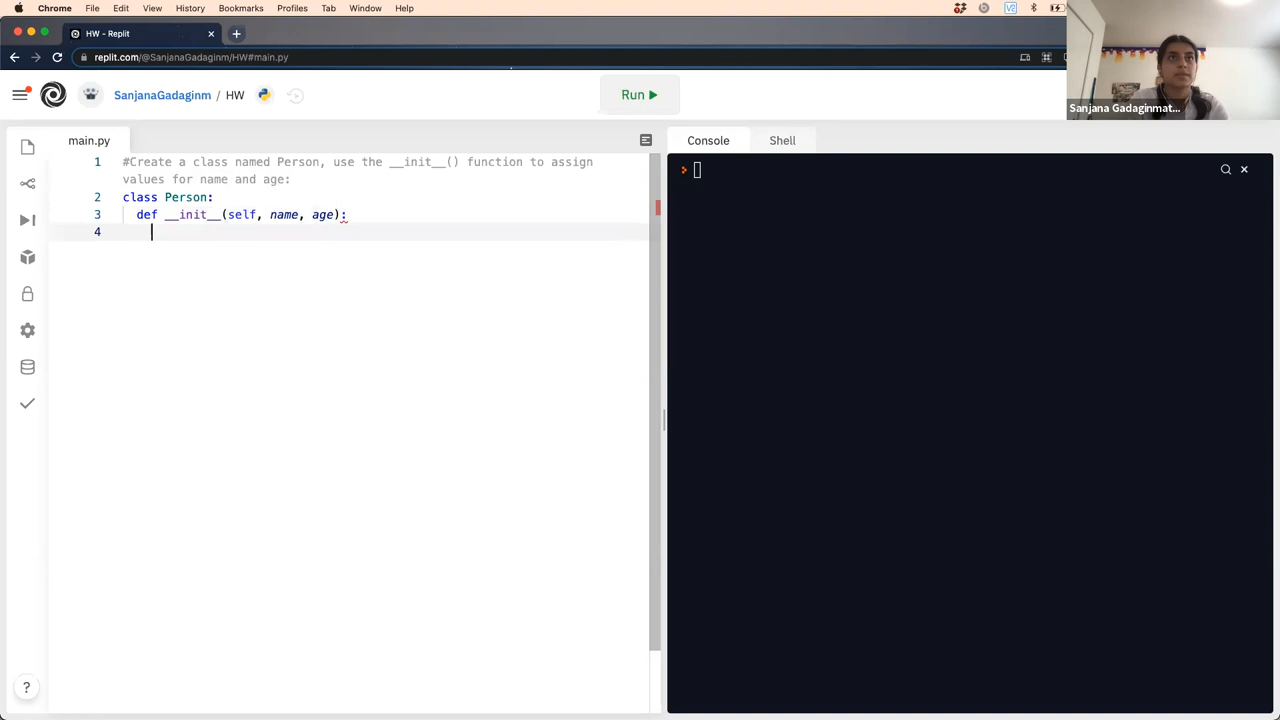 Chrome File Edit View History Bookmarks Profiles Tab Window Help
HW - Replit
replit.com/@SanjanaGadaginm/HW#main.py
Sanjana Gadaginmat...
SanjanaGadaginm / HW
Run
main.py
Console Shell
1 #Create a class named Person, use the __init__() function to assign
values for name and age:
2 class Person:
3 def __init__(self, name, age):
4
?